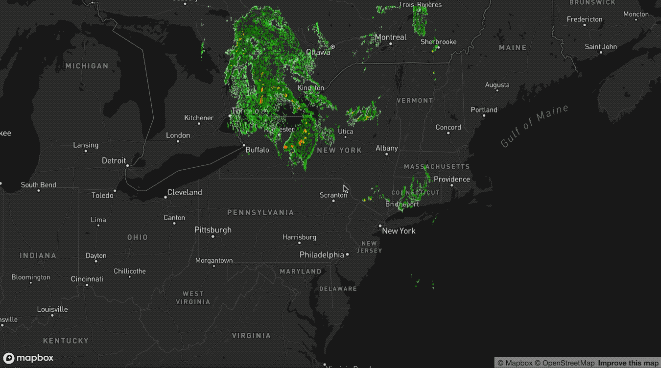 Trois-Rivières
BRUNSWICK
Moncton
Fredericton
Montreal
Sherbrooke
Saint John
Ottawa
MAINE
MICHIGAN
Kingston
Augusta
VERMONT
Toronto
Portland
Kitchener
Gulf of Maine
London
Utica
Concord
Lansing
Buffalo
NEW YORK
Albany
Detroit
MASSACHUSETTS
Providence
South Bend
Cleveland
Toledo
Scranton
CONNECTICUT
Bridgeport
PENNSYLVANIA
Lima
Canton
Pittsburgh
New York
OHIO
Harrisburg
NEW
JERSEY
INDIANA
Dayton
Philadelphia
Morgantown
Chillicothe
MARYLAND
Bloomington
Cincinnati
DELAWARE
WEST
VIRGINIA
Louisville
KENTUCKY
VIRGINIA
mapbox
© Mapbox © OpenStreetMap Improve this map